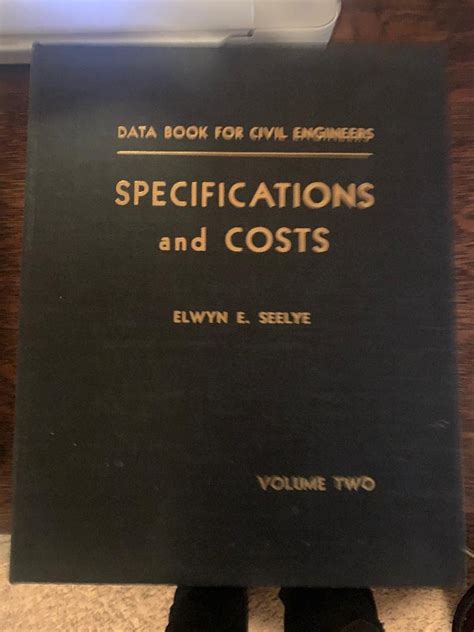 DATA BOOK FOR CIVIL ENGINEERS
SPECIFICATIONS
and COSTS
ELWYN E. SEELYE
VOLUME TWO